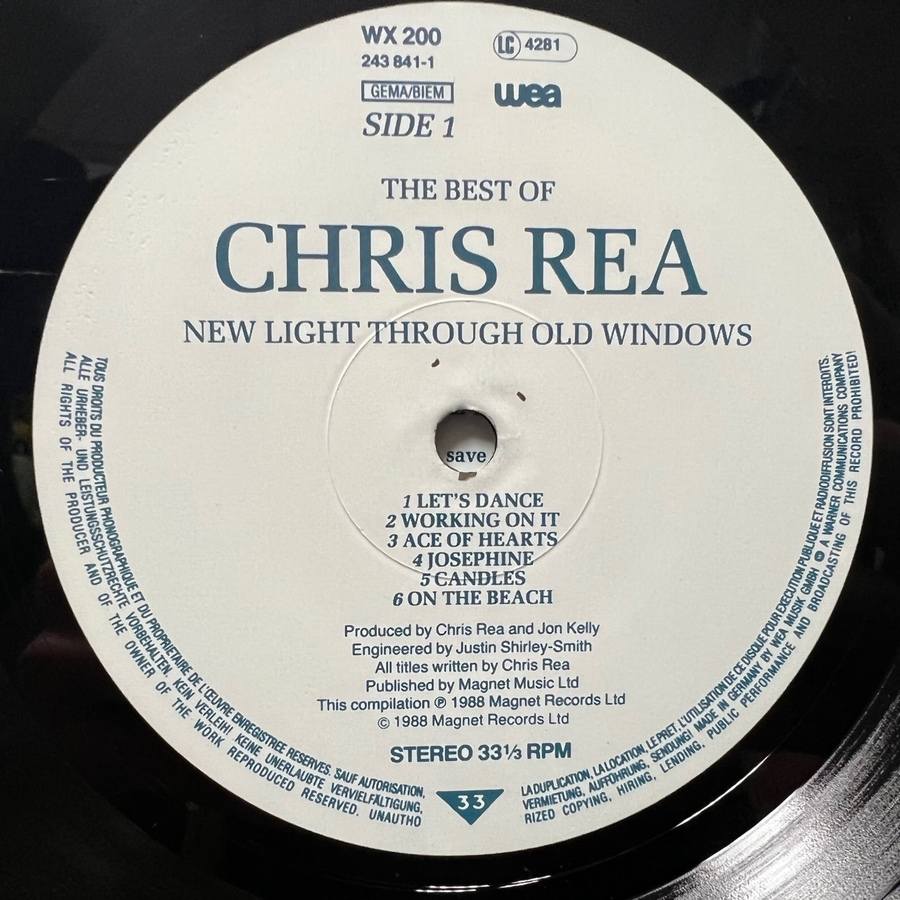 WX 200
LC 4281
243 841-1
GEMA/BIEM
wea
SIDE 1
THE BEST OF
CHRIS REA
NEW LIGHT THROUGH OLD WINDOWS
save
1 LET'S DANCE
2 WORKING ON IT
3 ACE OF HEARTS
4 JOSEPHINE
5 CANDLES
6 ON THE BEACH
Produced by Chris Rea and Jon Kelly
Engineered by Justin Shirley-Smith
All titles written by Chris Rea
Published by Magnet Music Ltd
This compilation ℗ 1988 Magnet Records Ltd
© 1988 Magnet Records Ltd
STEREO 33⅓ RPM
33
TOUS DROITS DU PRODUCTEUR PHONOGRAPHIQUE ET DU PROPRIETAIRE DE L'ŒUVRE ENREGISTREE RESERVES. SAUF AUTORISATION, LA DUPLICATION, LA LOCATION, LE PRET, L'UTILISATION DE CE DISQUE POUR EXECUTION PUBLIQUE ET RADIODIFFUSION SONT INTERDITS.
ALLE URHEBER- UND LEISTUNGSSCHUTZRECHTE VORBEHALTEN. KEIN VERLEIH! KEINE UNERLAUBTE VERVIELFÄLTIGUNG, VERMIETUNG, AUFFÜHRUNG, SENDUNG! MADE IN GERMANY BY WEA MUSIK GMBH A WARNER COMMUNICATIONS COMPANY
ALL RIGHTS OF THE PRODUCER AND OF THE OWNER OF THE WORK REPRODUCED RESERVED. UNAUTHORIZED COPYING, HIRING, LENDING, PUBLIC PERFORMANCE AND BROADCASTING OF THIS RECORD PROHIBITED!